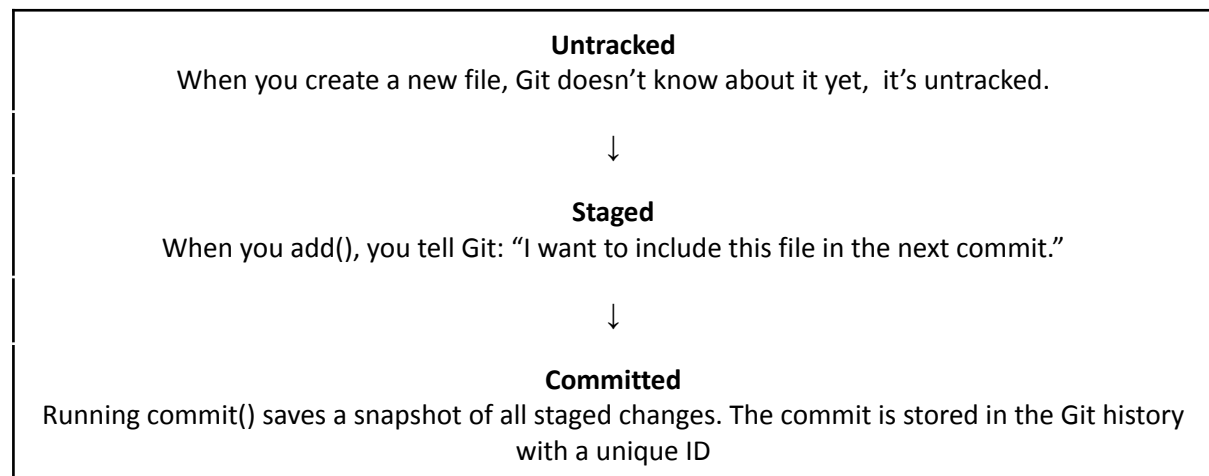 Untracked
When you create a new file, Git doesn’t know about it yet,  it’s untracked.
↓
Staged
When you add(), you tell Git: “I want to include this file in the next commit.”
↓
Committed
Running commit() saves a snapshot of all staged changes. The commit is stored in the Git history
with a unique ID